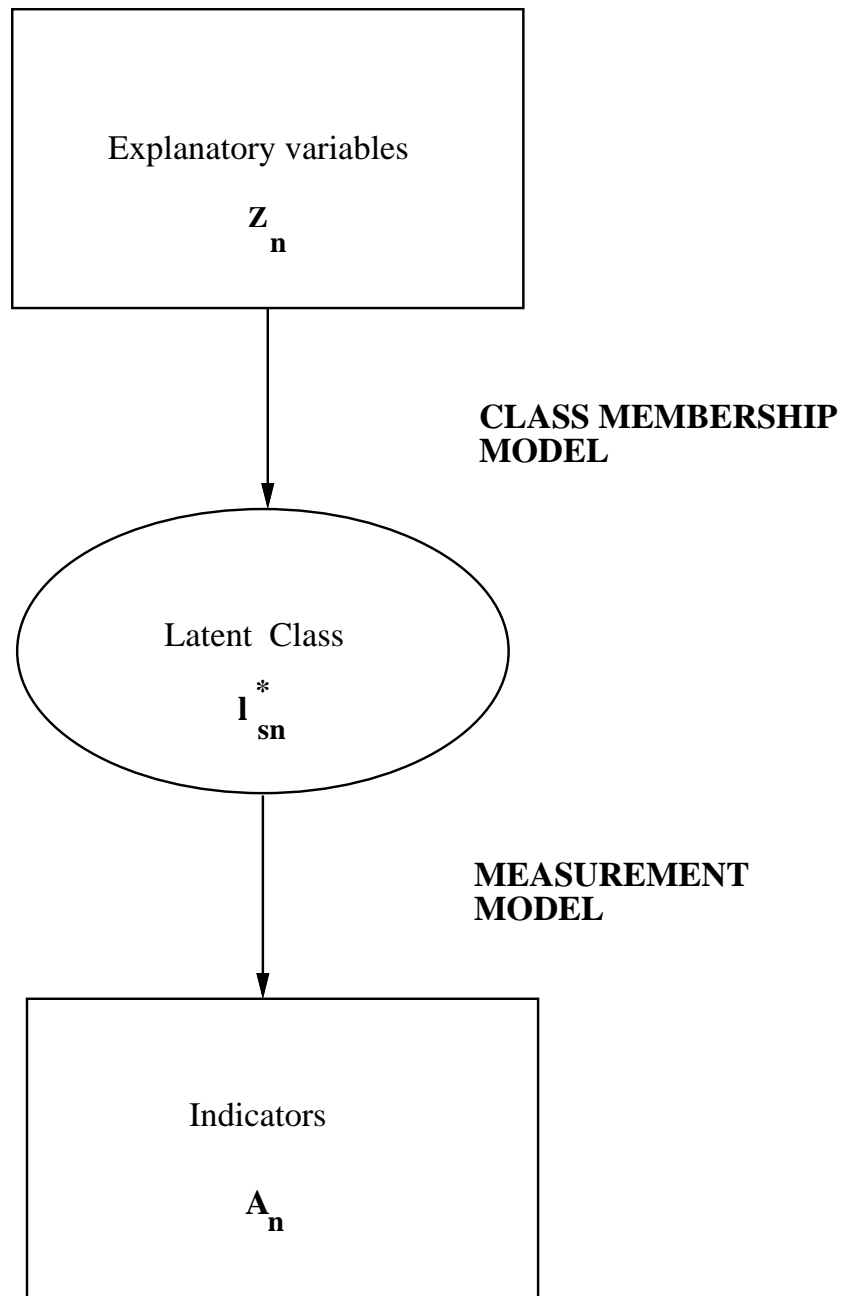 Explanatory variables
Z n
CLASS MEMBERSHIP
MODEL
Latent Class
l * sn
MEASUREMENT
MODEL
Indicators
A n